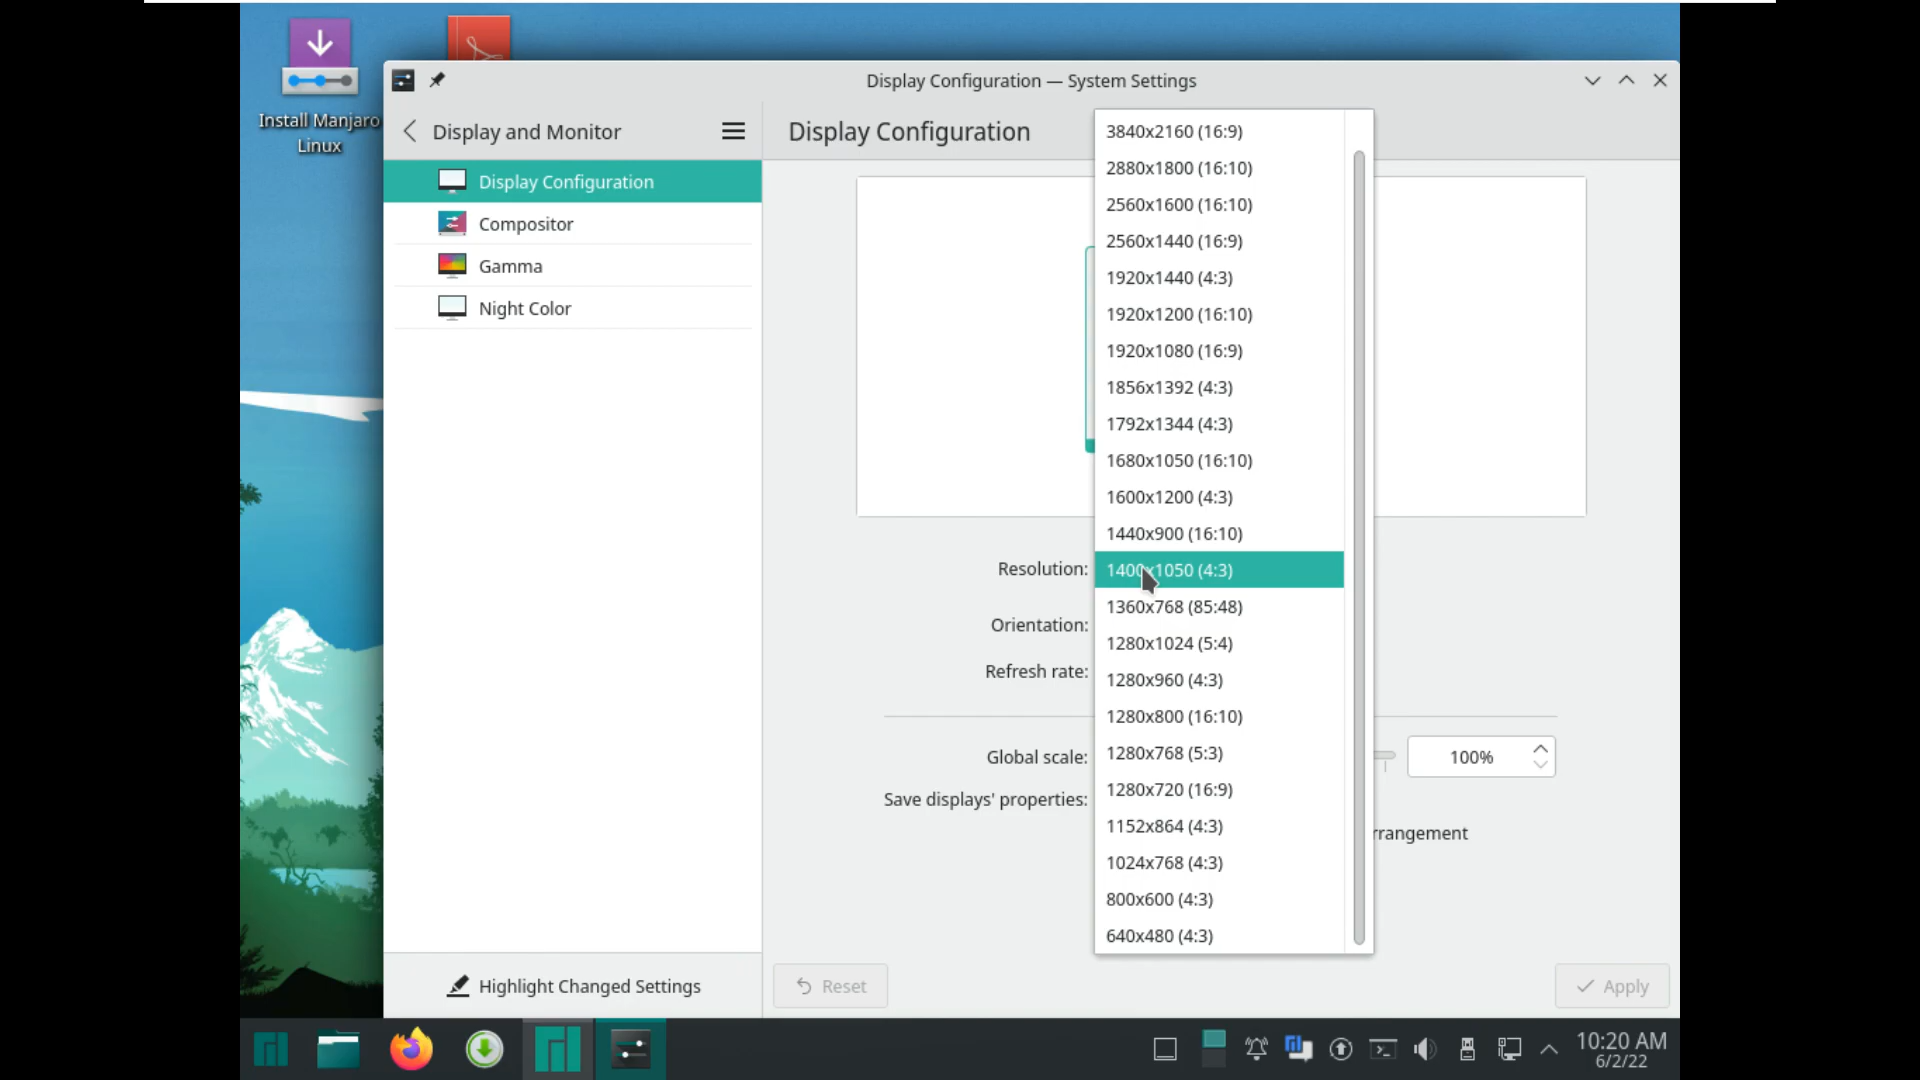 Install Manjaro
Linux
Display Configuration — System Settings
Display and Monitor
Display Configuration
Compositor
Gamma
Night Color
Highlight Changed Settings
Display Configuration
3840x2160 (16:9)
2880x1800 (16:10)
2560x1600 (16:10)
2560x1440 (16:9)
1920x1440 (4:3)
1920x1200 (16:10)
1920x1080 (16:9)
1856x1392 (4:3)
1792x1344 (4:3)
1680x1050 (16:10)
1600x1200 (4:3)
1440x900 (16:10)
Resolution: 1400x1050 (4:3)
1360x768 (85:48)
Orientation:
1280x1024 (5:4)
Refresh rate:
1280x960 (4:3)
1280x800 (16:10)
Global scale: 1280x768 (5:3) 100%
1280x720 (16:9)
Save displays' properties:
1152x864 (4:3)
rrangement
1024x768 (4:3)
800x600 (4:3)
640x480 (4:3)
Reset
Apply
10:20 AM
6/2/22